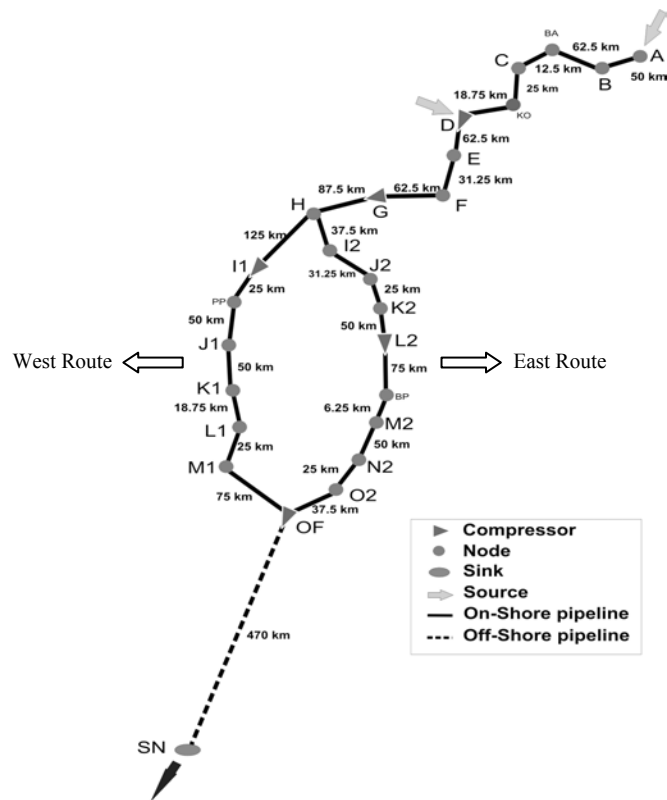 BA
62.5 km
A
C
12.5 km
B
50 km
18.75 km
25 km
KO
D
62.5 km
E
31.25 km
87.5 km
62.5 km
F
H
G
37.5 km
125 km
I2
I1
31.25 km
J2
25 km
25 km
PP
K2
50 km
50 km
L2
J1
West Route
East Route
50 km
75 km
K1
BP
18.75 km
6.25 km
M2
L1
25 km
50 km
M1
25 km
N2
75 km
O2
37.5 km
OF
Compressor
Node
Sink
Source
On-Shore pipeline
Off-Shore pipeline
470 km
SN